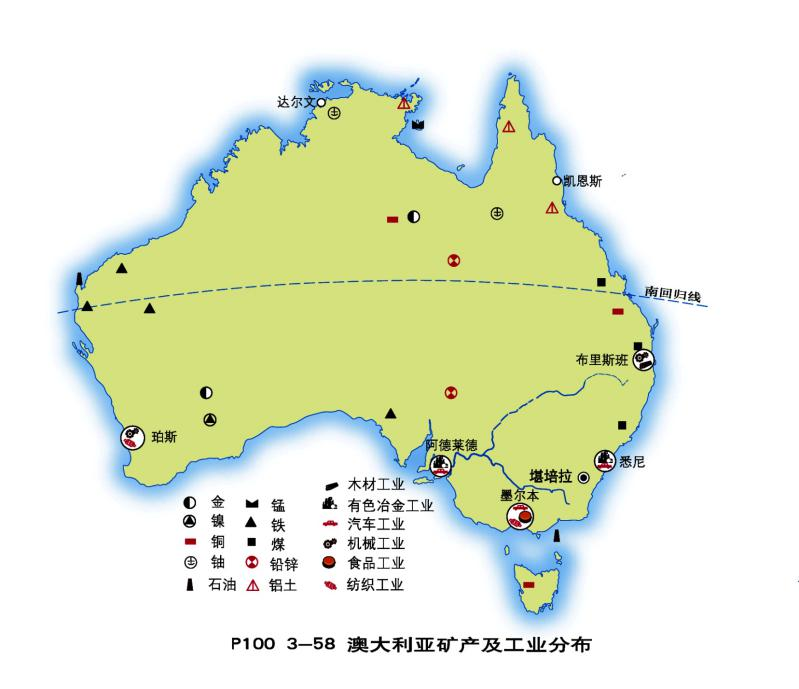 达尔文
凯恩斯
南回归线
布里斯班
珀斯
阿德莱德
悉尼
堪培拉
墨尔本
木材工业
金 锰 有色冶金工业
镍 铁 汽车工业
铜 煤 机械工业
铀 铅锌 食品工业
石油 铝土 纺织工业
P100 3—58 澳大利亚矿产及工业分布